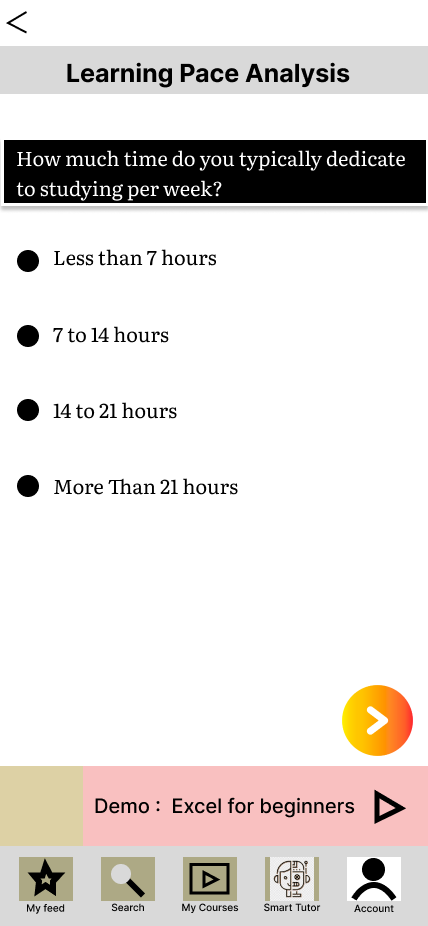 Learning Pace Analysis
How much time do you typically dedicate
to studying per week?
Less than 7 hours
7 to 14 hours
14 to 21 hours
More Than 21 hours
Demo : Excel for beginners
My feed Search My Courses Smart Tutor Account